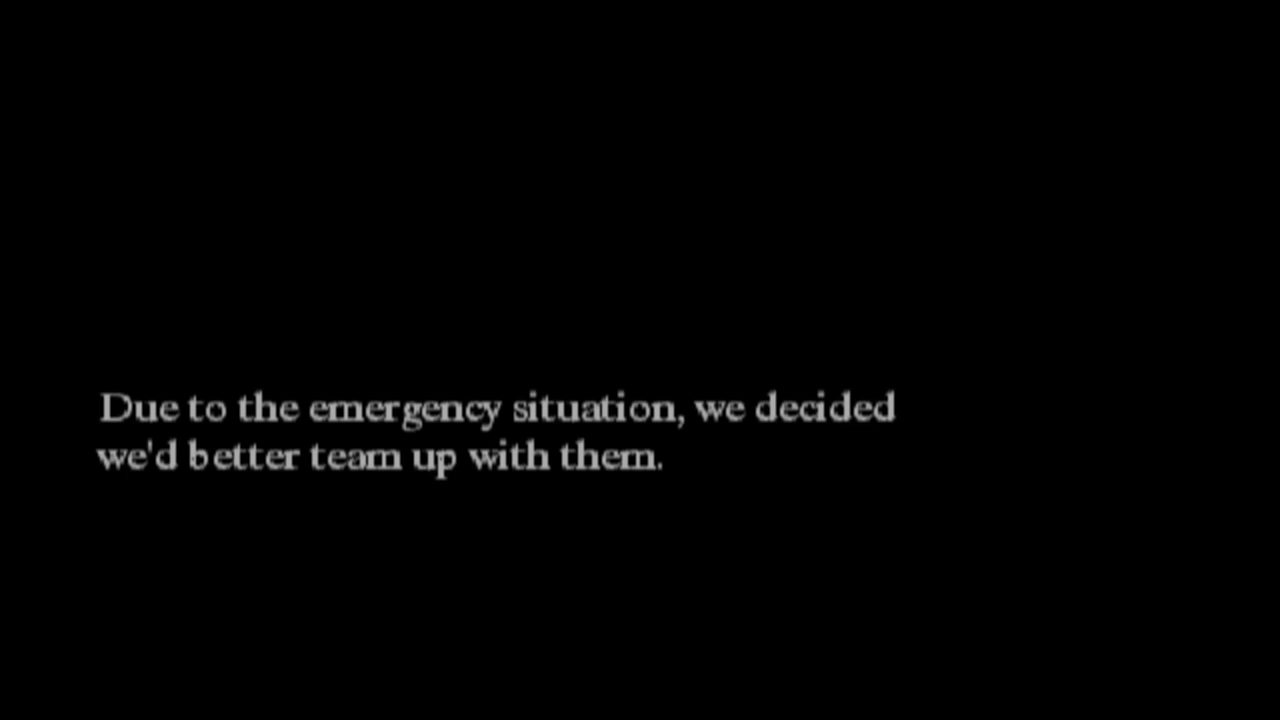 Due to the emergency situation, we decided
we'd better team up with them.